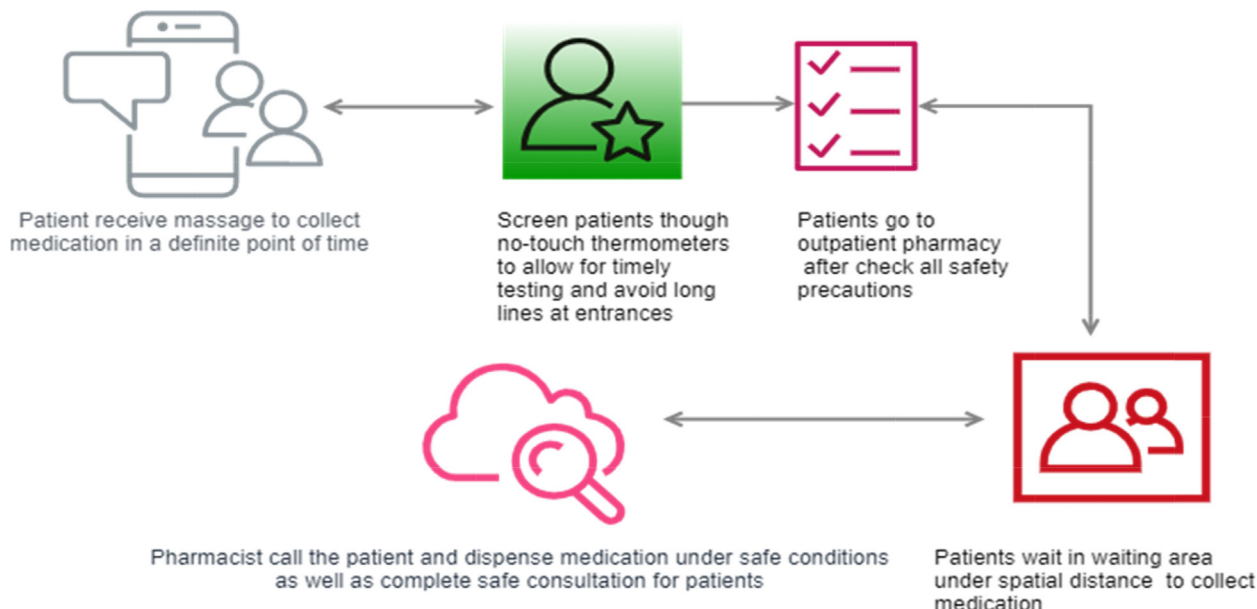 Patient receive massage to collect
medication in a definite point of time
Screen patients though
no-touch thermometers
to allow for timely
testing and avoid long
lines at entrances
Patients go to
outpatient pharmacy
after check all safety
precautions
Pharmacist call the patient and dispense medication under safe conditions
as well as complete safe consultation for patients
Patients wait in waiting area
under spatial distance to collect
medication